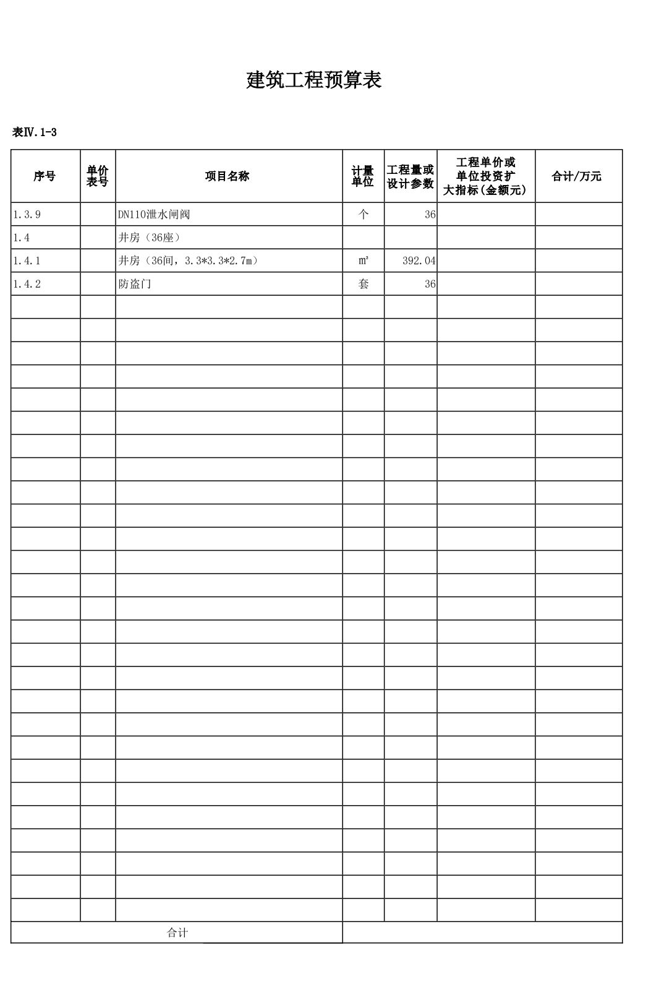 建筑工程预算表
表Ⅳ.1-3
序号 单价表号 项目名称 计量单位 工程量或设计参数 工程单价或单位投资扩大指标(金额元) 合计/万元
1.3.9 DN110泄水闸阀 个 36
1.4 井房（36座）
1.4.1 井房（36间，3.3*3.3*2.7m） ㎡ 392.04
1.4.2 防盗门 套 36
合计